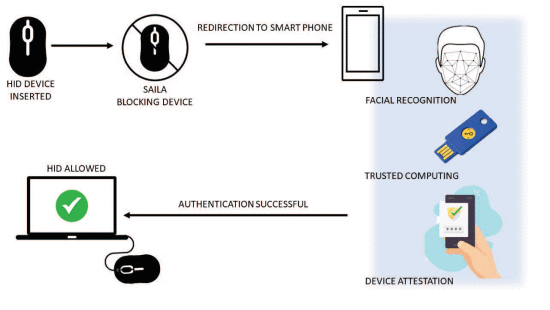 REDIRECTION TO SMART PHONE
HID DEVICE
INSERTED
SAILA
BLOCKING DEVICE
FACIAL RECOGNITION
TRUSTED COMPUTING
HID ALLOWED
AUTHENTICATION SUCCESSFUL
DEVICE ATTESTATION